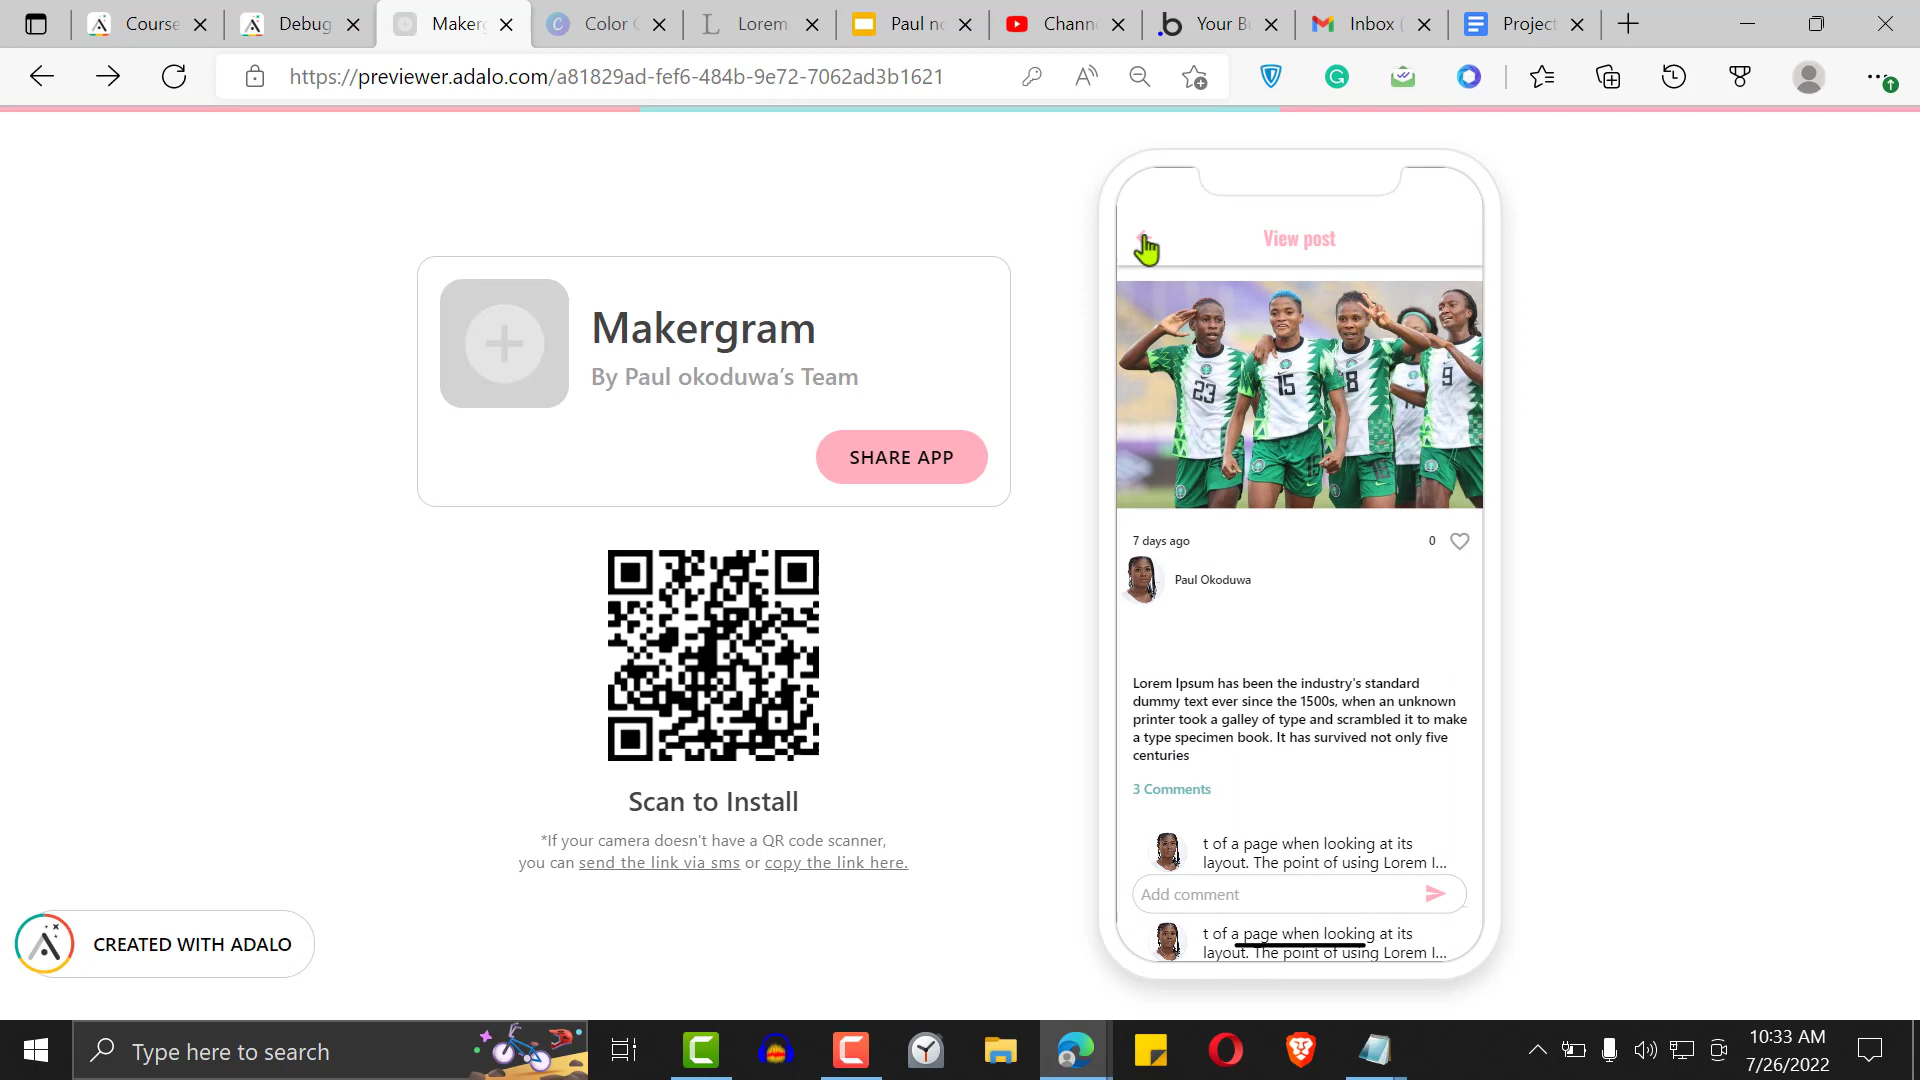 Course
Debug
Maker
Color
Lorem
Paul no
Chann
Your B
Inbox (
Project
https://previewer.adalo.com/a81829ad-fef6-484b-9e72-7062ad3b1621
Makergram
By Paul okoduwa's Team
SHARE APP
Scan to Install
*If your camera doesn't have a QR code scanner,
you can send the link via sms or copy the link here.
CREATED WITH ADALO
View post
23
15
18
9
7 days ago
0
Paul Okoduwa
Lorem Ipsum has been the industry's standard
dummy text ever since the 1500s, when an unknown
printer took a galley of type and scrambled it to make
a type specimen book. It has survived not only five
centuries
3 Comments
t of a page when looking at its
layout. The point of using Lorem I...
Add comment
t of a page when looking at its
layout. The point of using Lorem I...
Type here to search
10:33 AM
7/26/2022